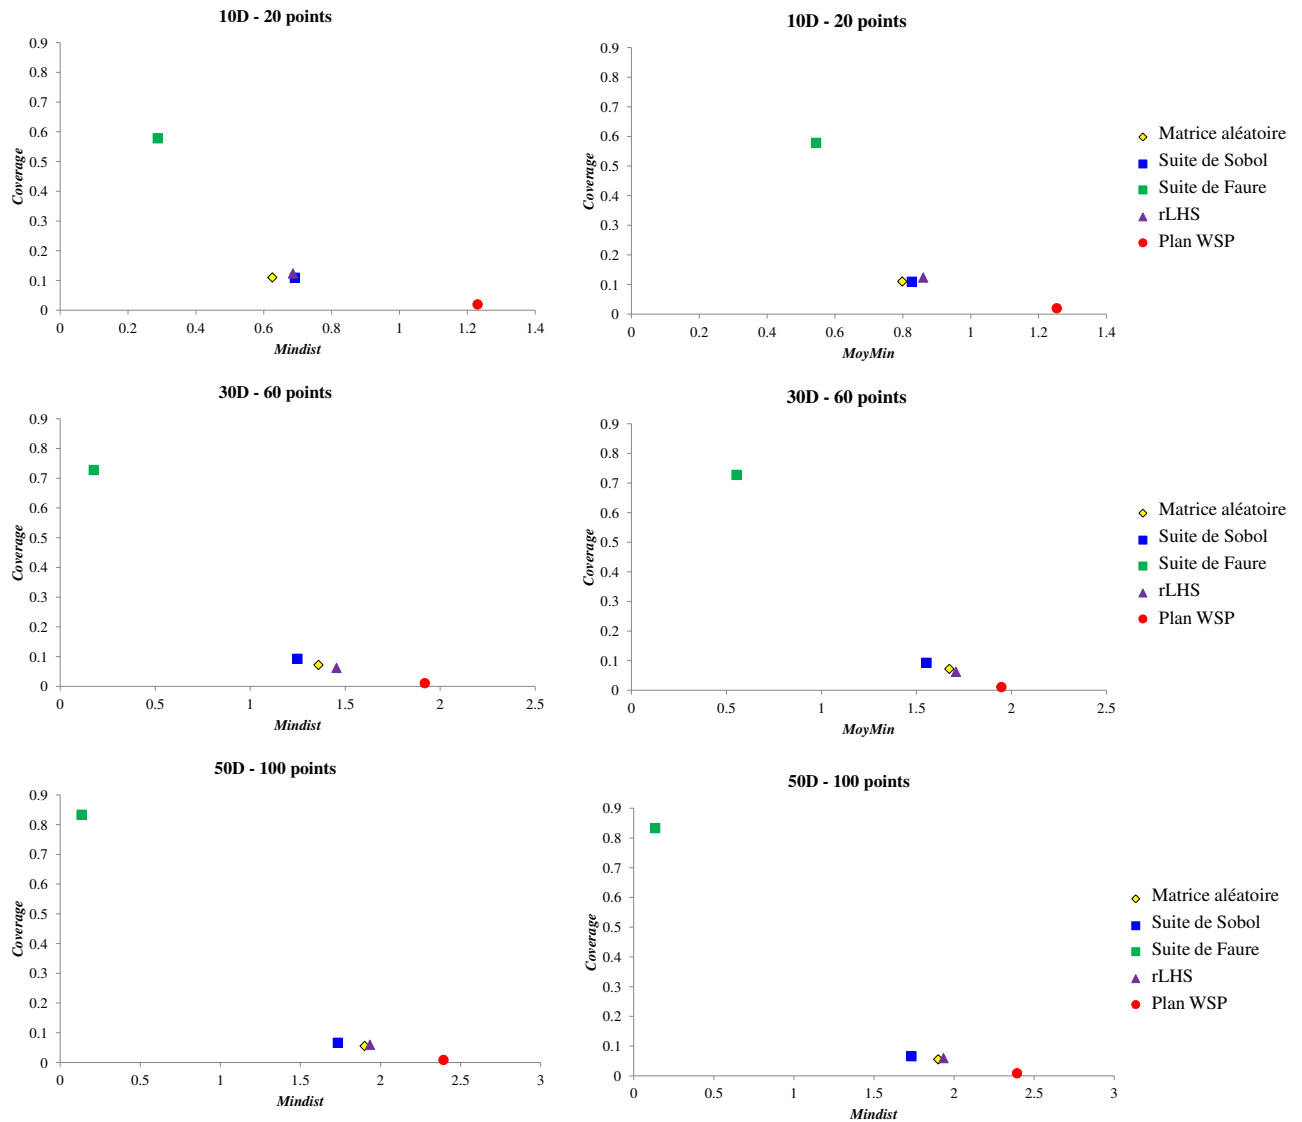 10D - 20 points
0.9
0.8
0.7
0.6
0.5
0.4
0.3
0.2
0.1
0
Coverage
0 0.2 0.4 0.6 0.8 1 1.2 1.4
Mindist
10D - 20 points
0.9
0.8
0.7
0.6
0.5
0.4
0.3
0.2
0.1
0
Coverage
0 0.2 0.4 0.6 0.8 1 1.2 1.4
MoyMin
Matrice aléatoire
Suite de Sobol
Suite de Faure
rLHS
Plan WSP
30D - 60 points
0.9
0.8
0.7
0.6
0.5
0.4
0.3
0.2
0.1
0
Coverage
0 0.5 1 1.5 2 2.5
Mindist
30D - 60 points
0.9
0.8
0.7
0.6
0.5
0.4
0.3
0.2
0.1
0
Coverage
0 0.5 1 1.5 2 2.5
MoyMin
Matrice aléatoire
Suite de Sobol
Suite de Faure
rLHS
Plan WSP
50D - 100 points
0.9
0.8
0.7
0.6
0.5
0.4
0.3
0.2
0.1
0
Coverage
0 0.5 1 1.5 2 2.5 3
Mindist
50D - 100 points
0.9
0.8
0.7
0.6
0.5
0.4
0.3
0.2
0.1
0
Coverage
0 0.5 1 1.5 2 2.5 3
Mindist
Matrice aléatoire
Suite de Sobol
Suite de Faure
rLHS
Plan WSP